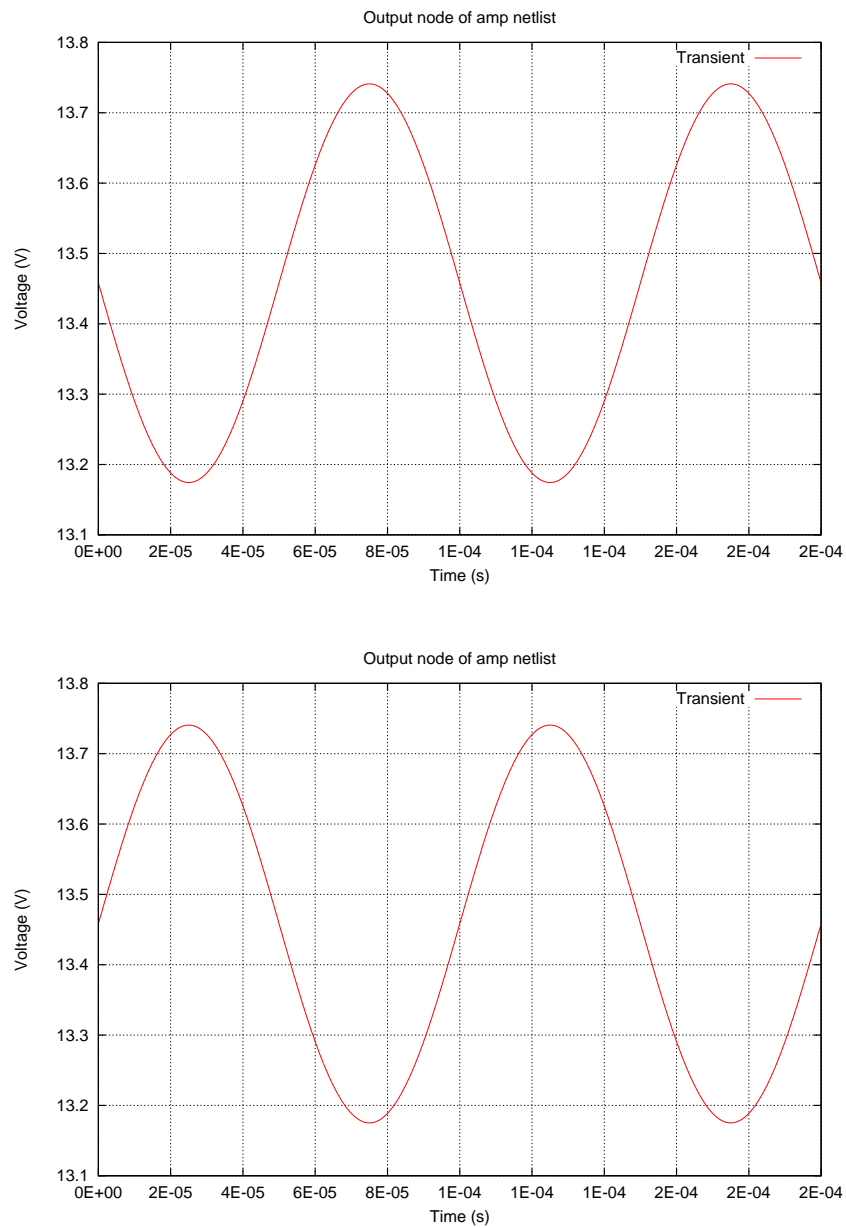 Output node of amp netlist
13.8
Transient
13.7
13.6
13.5
Voltage (V)
13.4
13.3
13.2
13.1
0E+00 2E-05 4E-05 6E-05 8E-05 1E-04 1E-04 1E-04 2E-04 2E-04 2E-04
Time (s)
Output node of amp netlist
13.8
Transient
13.7
13.6
13.5
Voltage (V)
13.4
13.3
13.2
13.1
0E+00 2E-05 4E-05 6E-05 8E-05 1E-04 1E-04 1E-04 2E-04 2E-04 2E-04
Time (s)